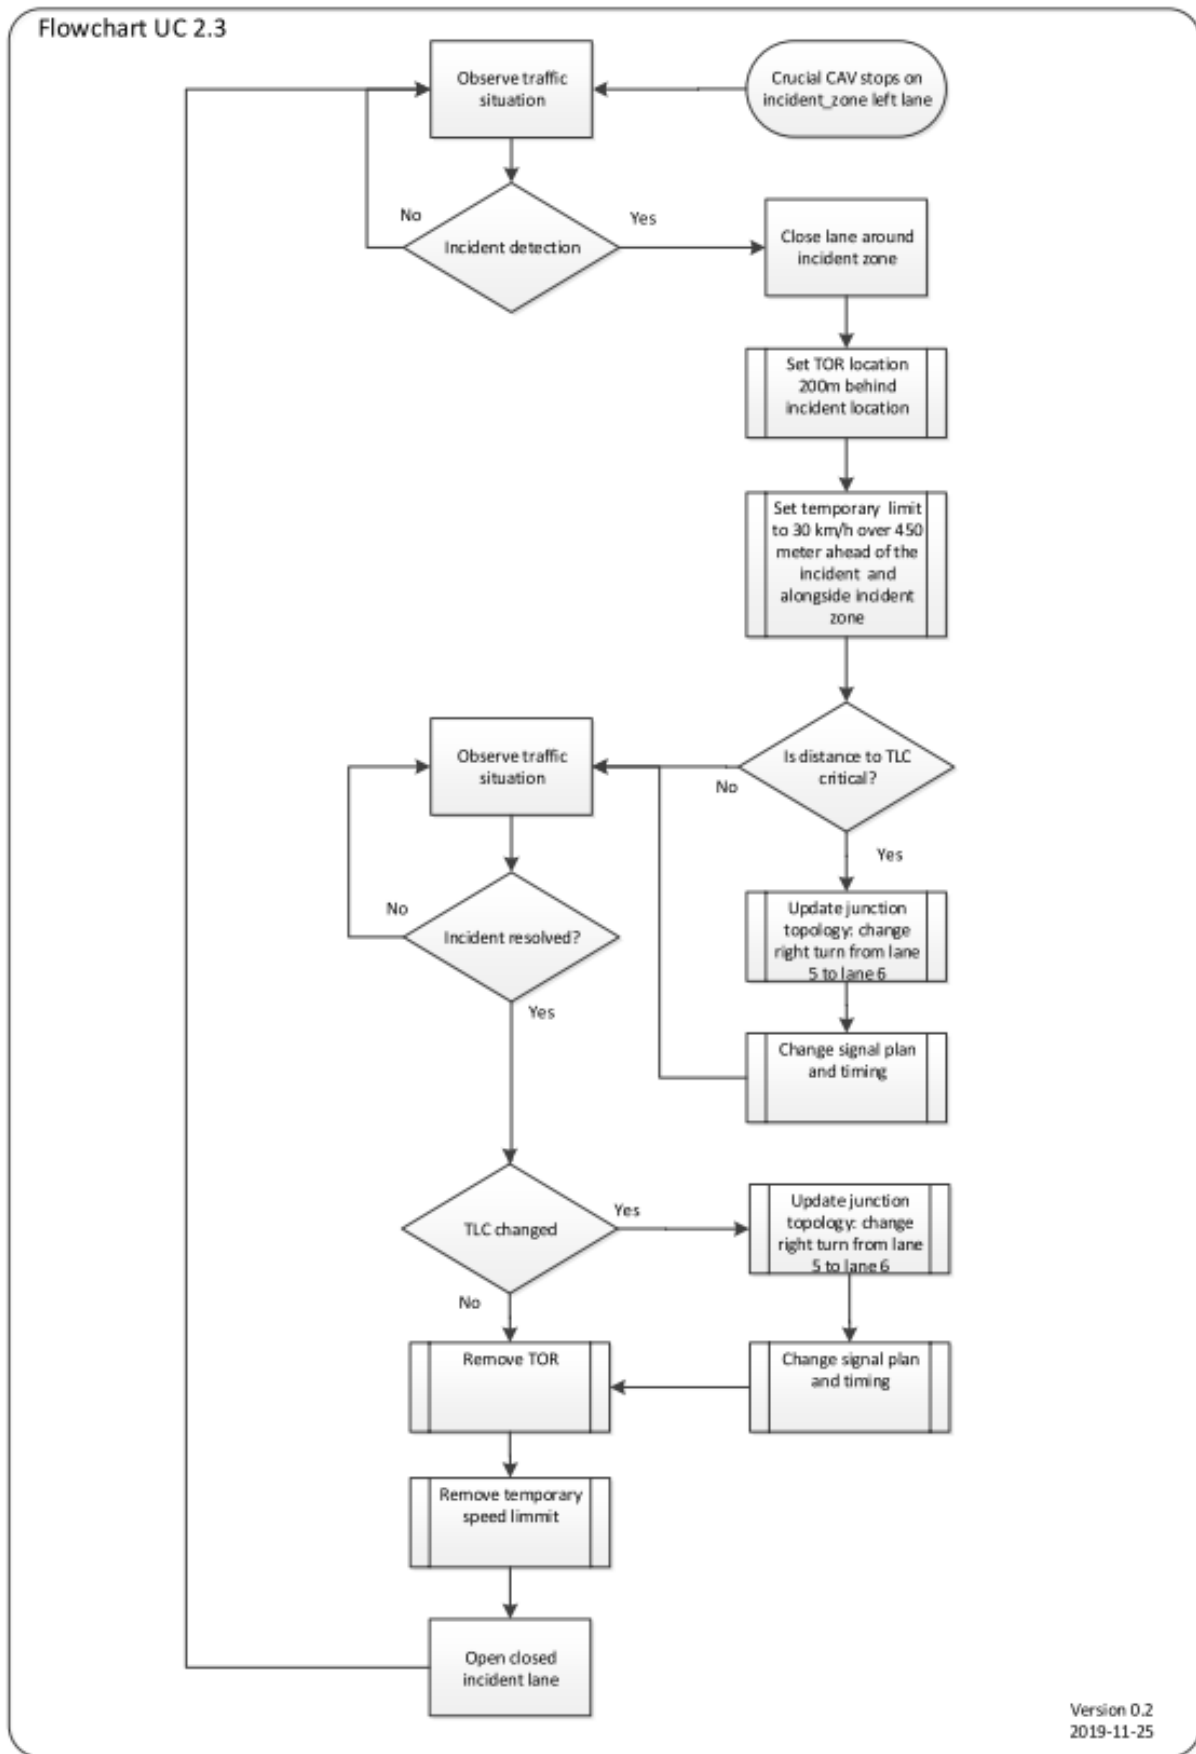 Flowchart UC 2.3
Observe traffic
situation
Crucial CAV stops on
incident_zone left lane
No
Incident detection
Yes
Close lane around
incident zone
Set TOR location
200m behind
incident location
Set temporary limit
to 30 km/h over 450
meter ahead of the
incident and
alongside incident
zone
Observe traffic
situation
Is distance to TLC
critical?
No
Yes
No
Incident resolved?
Yes
Update junction
topology: change
right turn from lane
5 to lane 6
Change signal plan
and timing
TLC changed
Yes
No
Update junction
topology: change
right turn from lane
5 to lane 6
Remove TOR
Change signal plan
and timing
Remove temporary
speed limmit
Open closed
incident lane
Version 0.2
2019-11-25